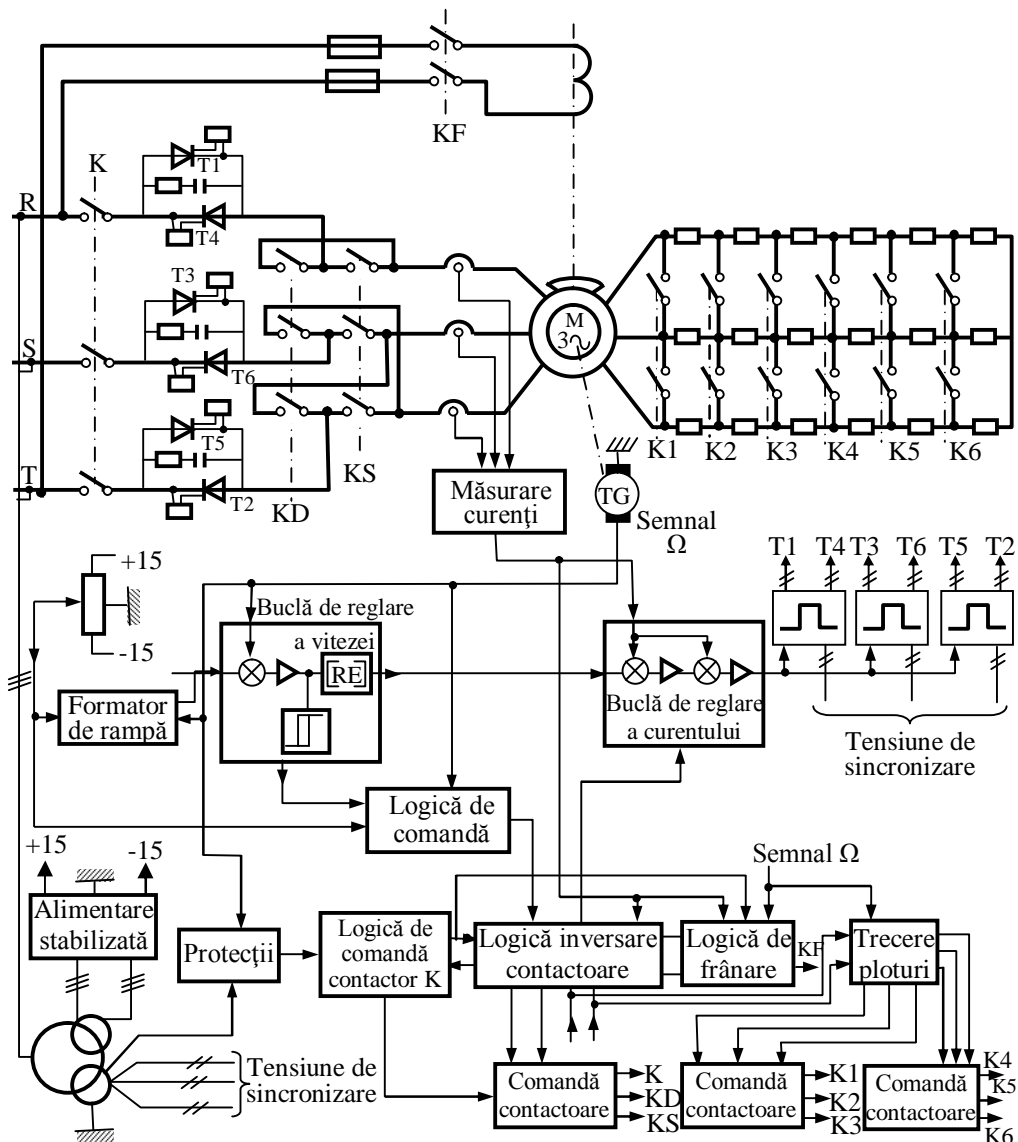 KF
K
T1
R
T4
T3
S
M
3
T6
T5
KS
K1 K2 K3 K4 K5 K6
T
T2
KD
Măsurare
curenţi
TG
Semnal
Ω
+15
T1 T4 T3 T6 T5 T2
Buclă de reglare
a vitezei
-15
RE
Formator
de rampă
Buclă de reglare
a curentului
Tensiune de
sincronizare
Logică de
comandă
+15
-15
Semnal Ω
Alimentare
stabilizată
Protecţii
Logică de
comandă
contactor K
Logică inversare
contactoare
Logică de
frânare
KF
Trecere
ploturi
Tensiune de
sincronizare
Comandă
contactoare
K
KD
KS
Comandă
contactoare
K1
K2
K3
Comandă
contactoare
K4
K5
K6